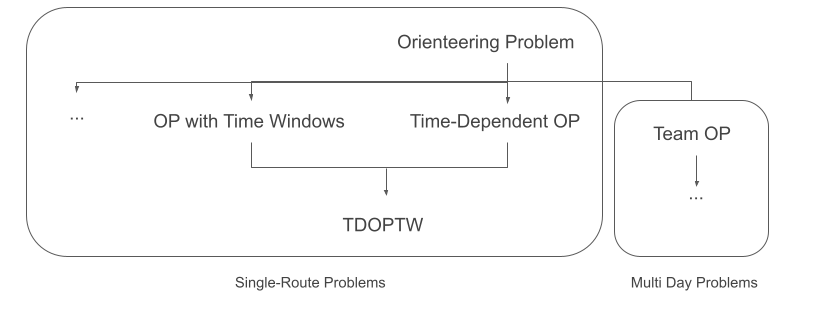 Orienteering Problem
...
OP with Time Windows
Time-Dependent OP
Team OP
...
TDOPTW
Single-Route Problems
Multi Day Problems